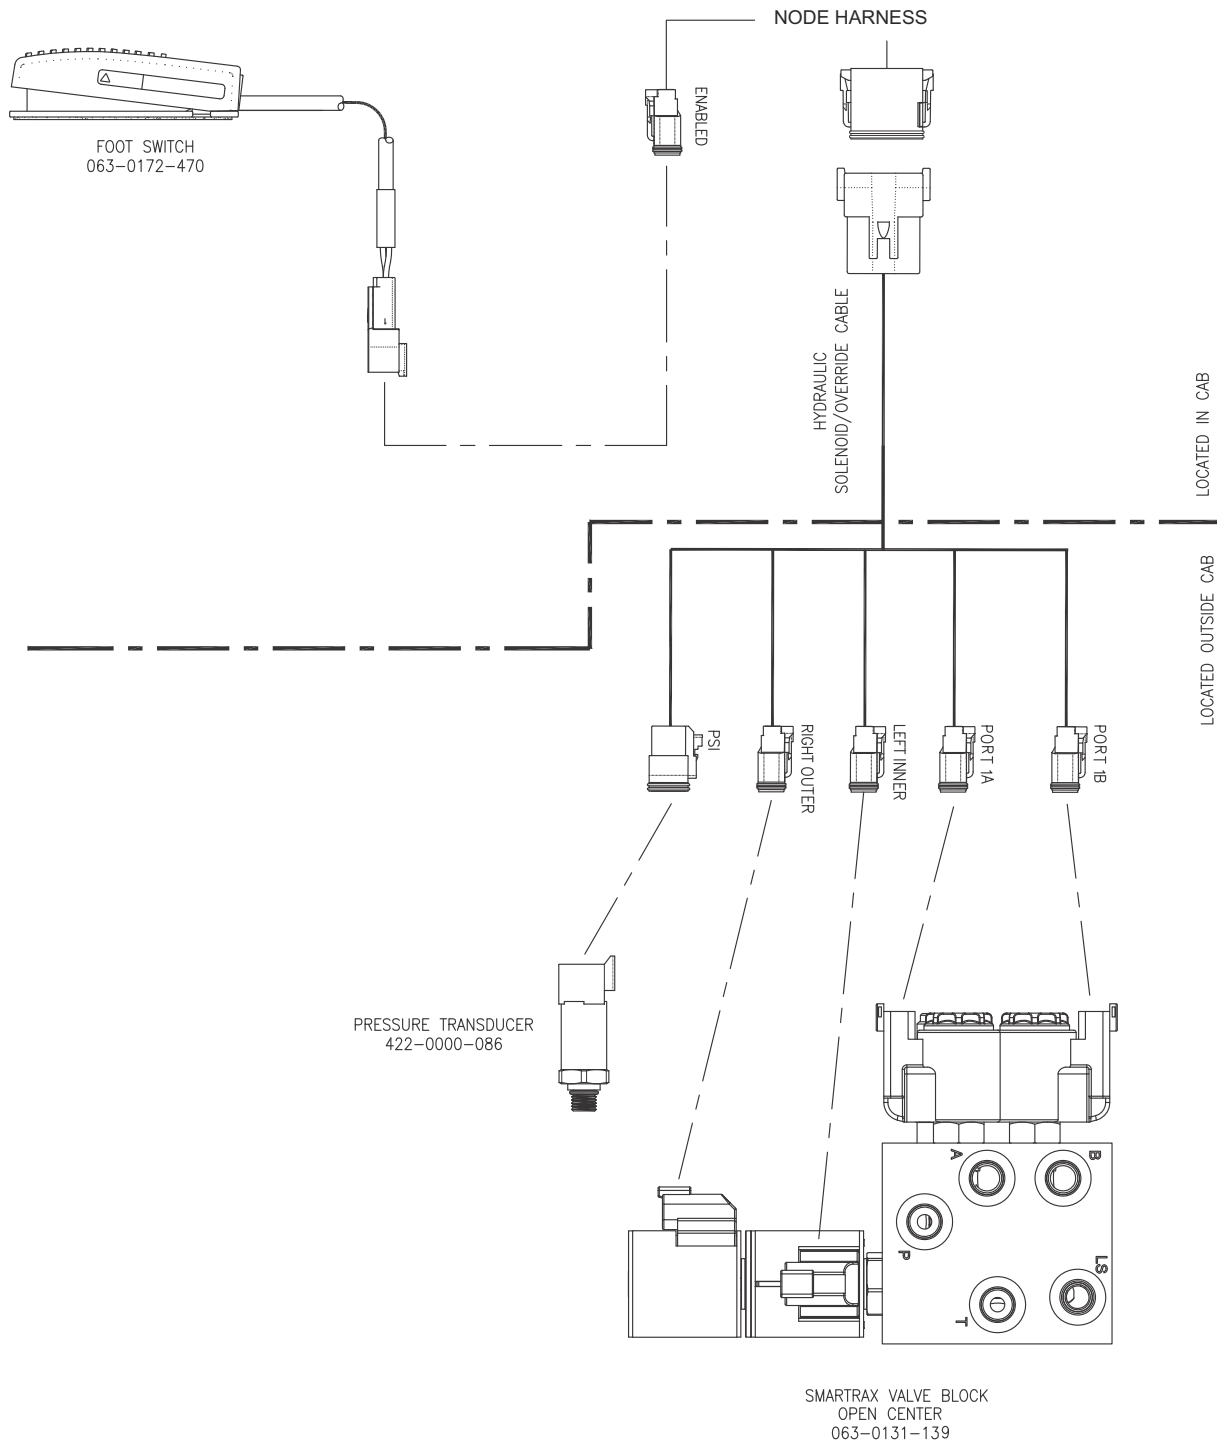 NODE HARNESS
ENABLED
FOOT SWITCH
063-0172-470
HYDRAULIC
SOLENOID/OVERRIDE CABLE
LOCATED IN CAB
LOCATED OUTSIDE CAB
PSI
RIGHT OUTER
LEFT INNER
PORT 1A
PORT 1B
PRESSURE TRANSDUCER
422-0000-086
A
B
P
LS
T
SMARTRAX VALVE BLOCK
OPEN CENTER
063-0131-139